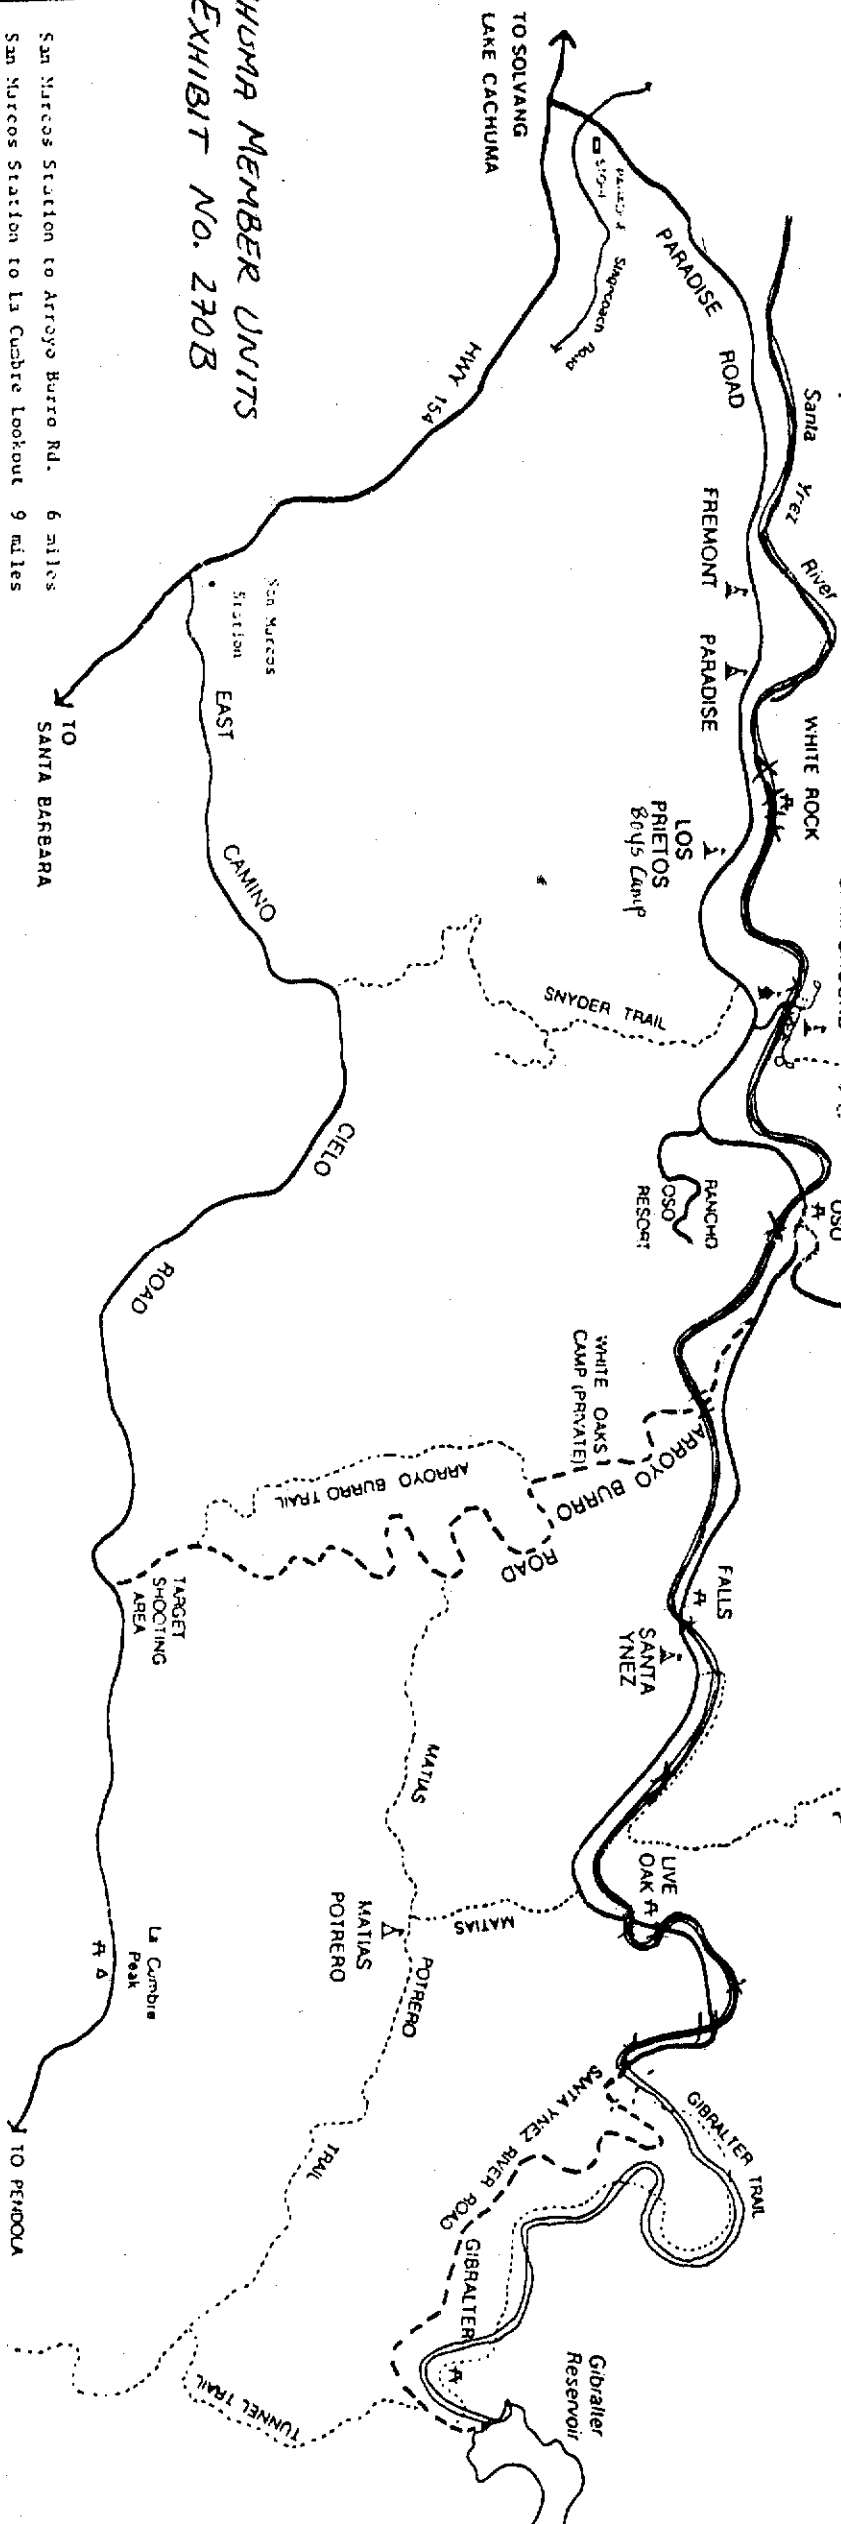 TO SOLVANG
LAKE CACHUMA
HUMA MEMBER UNITS
EXHIBIT No. 270B
San Marcos Station to Arroyo Burro Rd. 6 miles
San Marcos Station to La Cumbre Lookout 9 miles
Stagecoach Road
PARADISE
ROAD
Santa Ynez River
HWY 154
FREMONT
PARADISE
WHITE ROCK
LOS
PRIETOS
Boys Camp
San Marcos
Station
TO
SANTA BARBARA
EAST
CAMINO
CIELO
ROAD
SNYDER TRAIL
RANCHO
OSO
RESORT
OSO
WHITE OAKS
CAMP (PRIVATE)
ARROYO BURRO
ROAD
ARROYO BURRO TRAIL
TARGET
SHOOTING
AREA
FALLS
SANTA
YNEZ
MATIAS
LIVE
OAK
MATIAS
MATIAS
POTRERO
POTRERO
TRAIL
La Cumbre
Peak
TO PENDOLA
SANTA YNEZ RIVER ROAD
GIBRALTER TRAIL
GIBRALTER
Gibralter
Reservoir
TUNNEL TRAIL